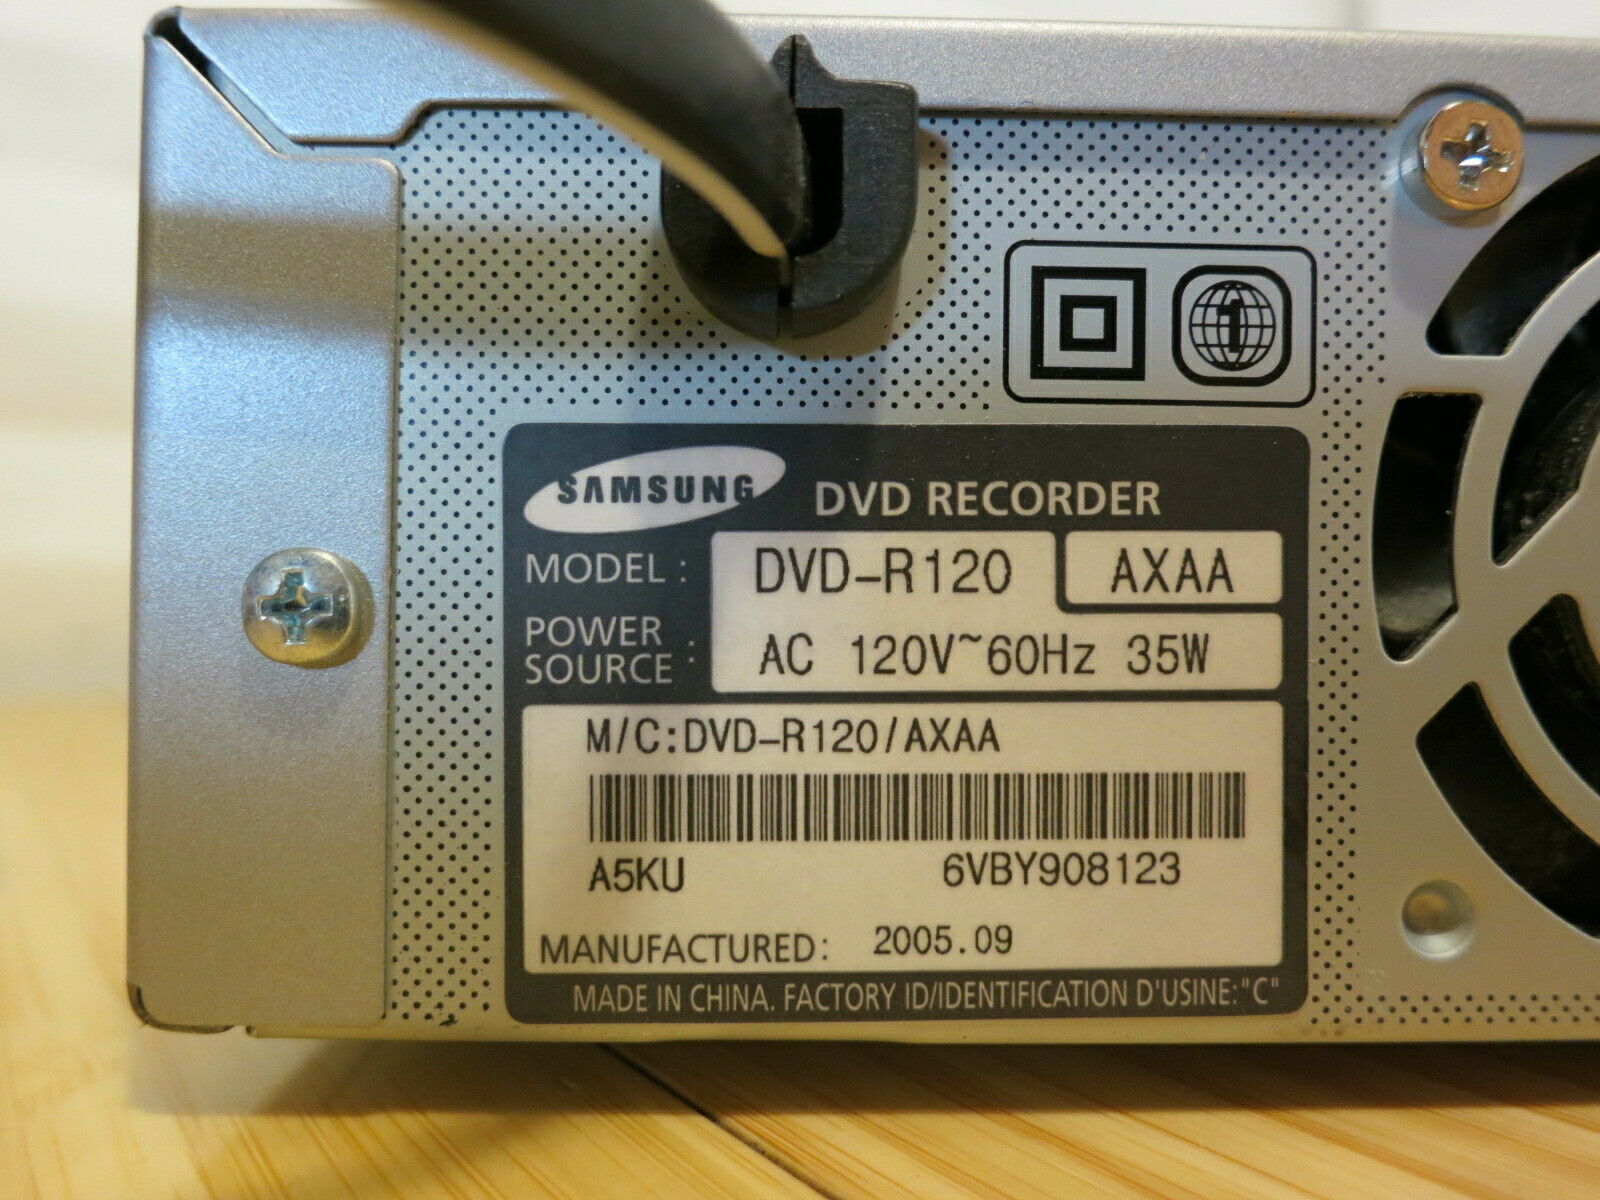 1
SAMSUNG DVD RECORDER
MODEL : DVD-R120 AXAA
POWER SOURCE : AC 120V~60Hz 35W
M/C:DVD-R120/AXAA
A5KU 6VBY908123
MANUFACTURED: 2005.09
MADE IN CHINA. FACTORY ID/IDENTIFICATION D'USINE:"C"